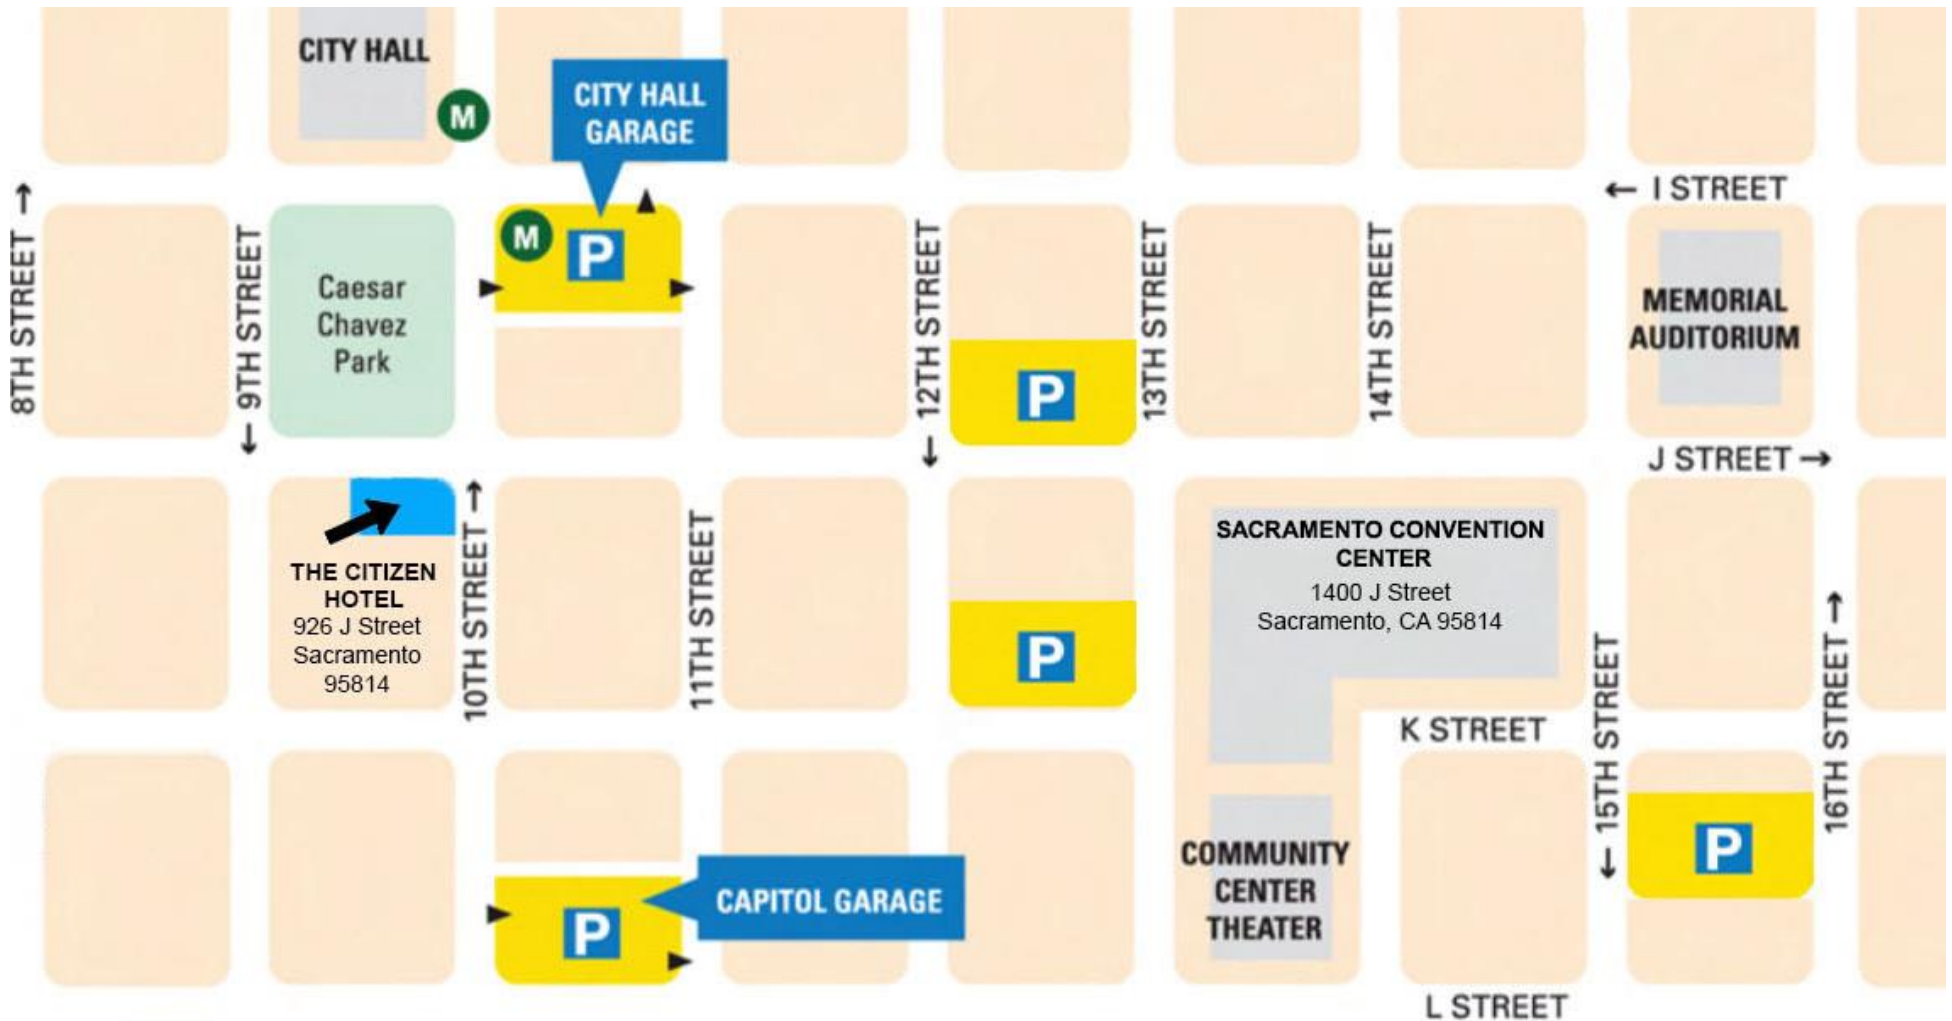 CITY HALL
M
CITY HALL
GARAGE
← I STREET
↑
8TH STREET
9TH STREET
↓
Caesar
Chavez
Park
M
P
12TH STREET
↓
P
13TH STREET
14TH STREET
MEMORIAL
AUDITORIUM
J STREET →
THE CITIZEN
HOTEL
926 J Street
Sacramento
95814
10TH STREET →
11TH STREET
P
SACRAMENTO CONVENTION
CENTER
1400 J Street
Sacramento, CA 95814
K STREET
← 15TH STREET
16TH STREET →
P
P
CAPITOL GARAGE
COMMUNITY
CENTER
THEATER
L STREET